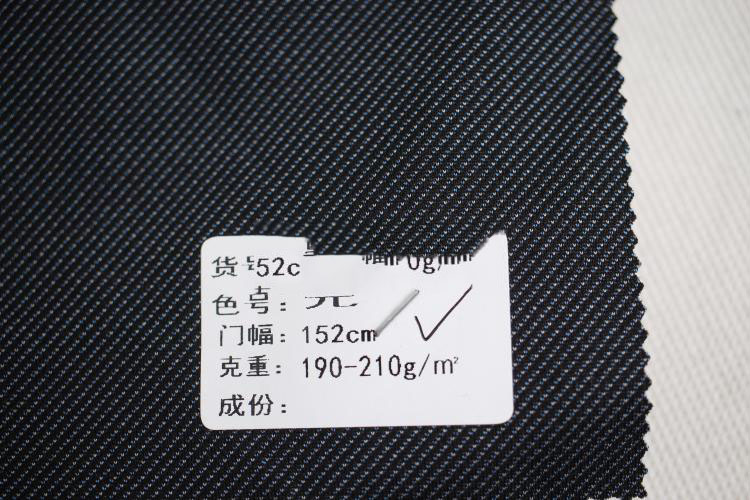 货号52c
色号：
门幅：152cm
克重：190-210g/m²
成份：